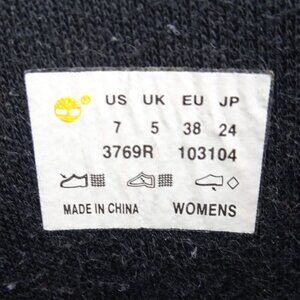 US UK EU JP
7 5 38 24
3769R 103104
MADE IN CHINA WOMENS